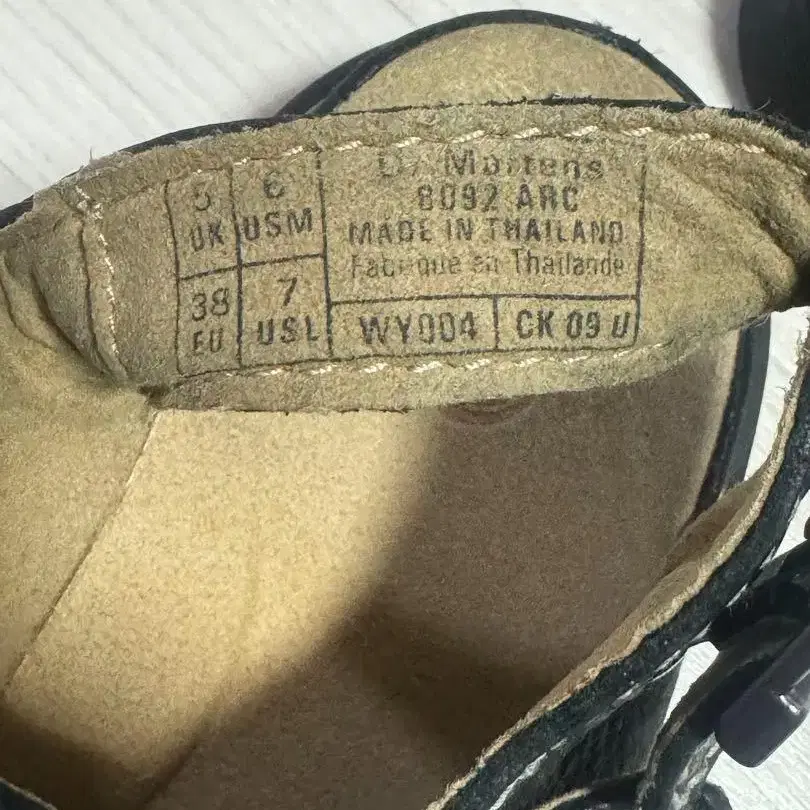 5 UK
6 USM
38 EU
7 USL
Dr Martens
8092 ARC
MADE IN THAILAND
Fabrique en Thaïlande
WY004
CK 09 U